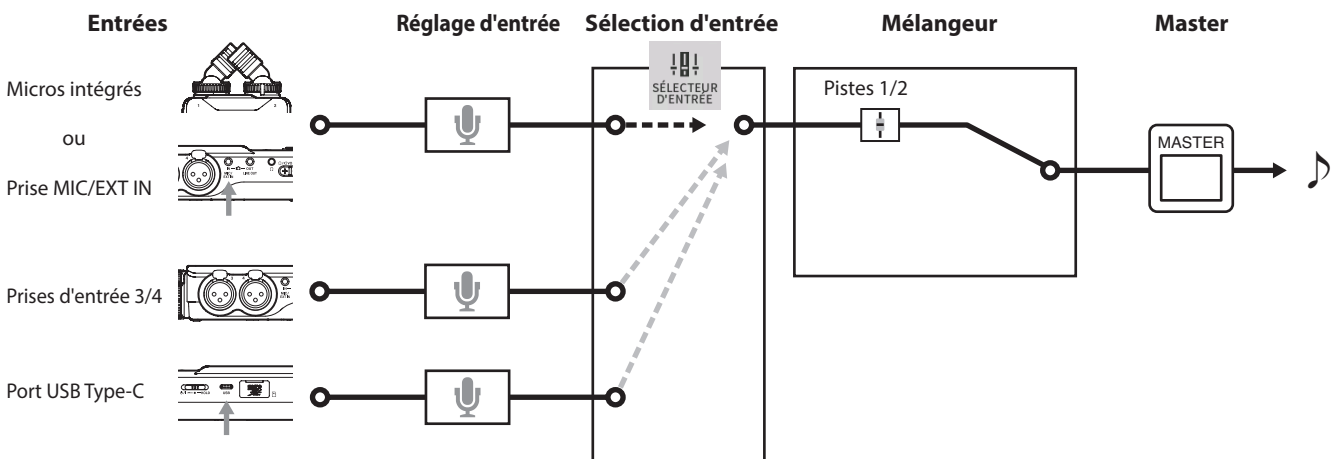 Entrées
Réglage d'entrée
Sélection d'entrée
Mélangeur
Master
SÉLECTEUR
D'ENTRÉE
Micros intégrés
ou
Prise MIC/EXT IN
Pistes 1/2
MASTER
Prises d'entrée 3/4
Port USB Type-C